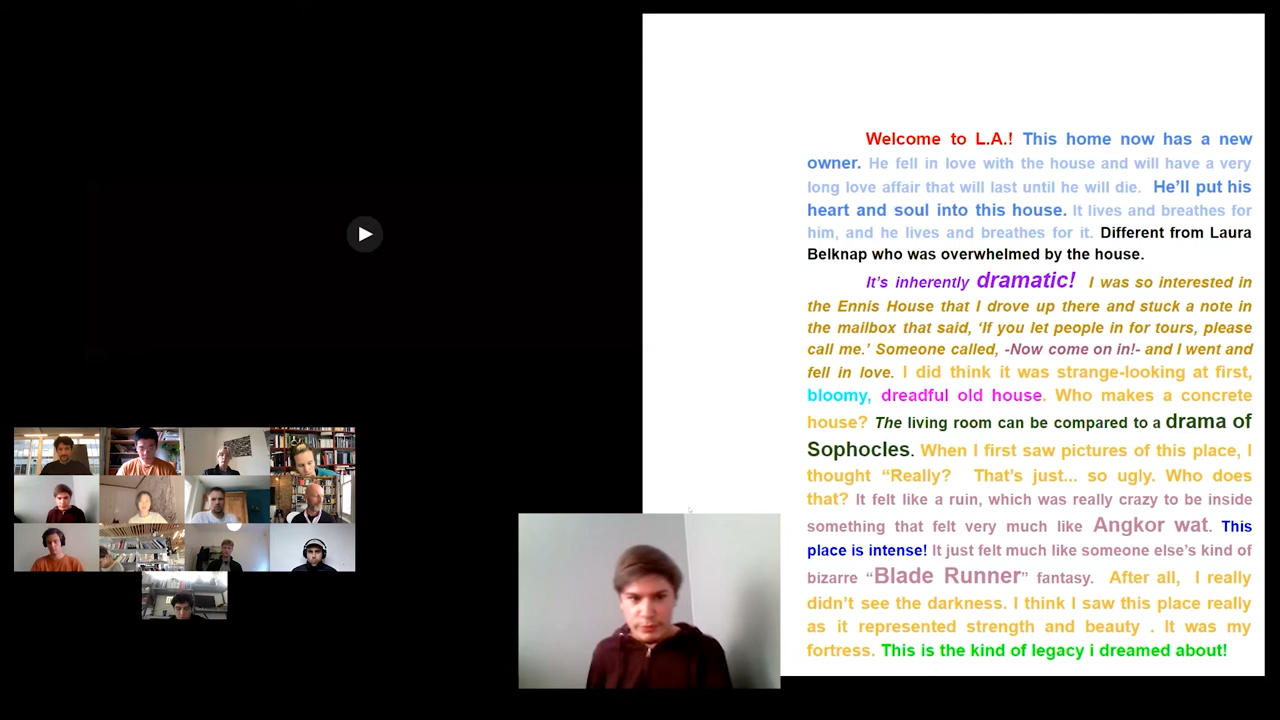 Welcome to L.A.! This home now has a new
owner. He fell in love with the house and will have a very
long love affair that will last until he will die. He’ll put his
heart and soul into this house. It lives and breathes for
him, and he lives and breathes for it. Different from Laura
Belknap who was overwhelmed by the house.
It’s inherently dramatic! I was so interested in
the Ennis House that I drove up there and stuck a note in
the mailbox that said, ‘If you let people in for tours, please
call me.’ Someone called, -Now come on in!- and I went and
fell in love. I did think it was strange-looking at first,
bloomy, dreadful old house. Who makes a concrete
house? The living room can be compared to a drama of
Sophocles. When I first saw pictures of this place, I
thought “Really? That’s just... so ugly. Who does
that? It felt like a ruin, which was really crazy to be inside
something that felt very much like Angkor wat. This
place is intense! It just felt much like someone else’s kind of
bizarre “Blade Runner” fantasy. After all, I really
didn’t see the darkness. I think I saw this place really
as it represented strength and beauty . It was my
fortress. This is the kind of legacy i dreamed about!